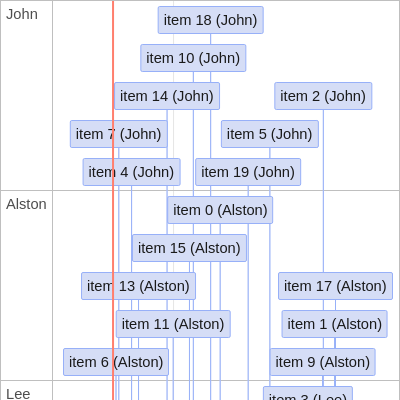 John
item 18 (John)
item 10 (John)
item 14 (John)
item 2 (John)
item 7 (John)
item 5 (John)
item 4 (John)
item 19 (John)
Alston
item 0 (Alston)
item 15 (Alston)
item 13 (Alston)
item 17 (Alston)
item 11 (Alston)
item 1 (Alston)
item 6 (Alston)
item 9 (Alston)
Lee
item 3 (Lee)